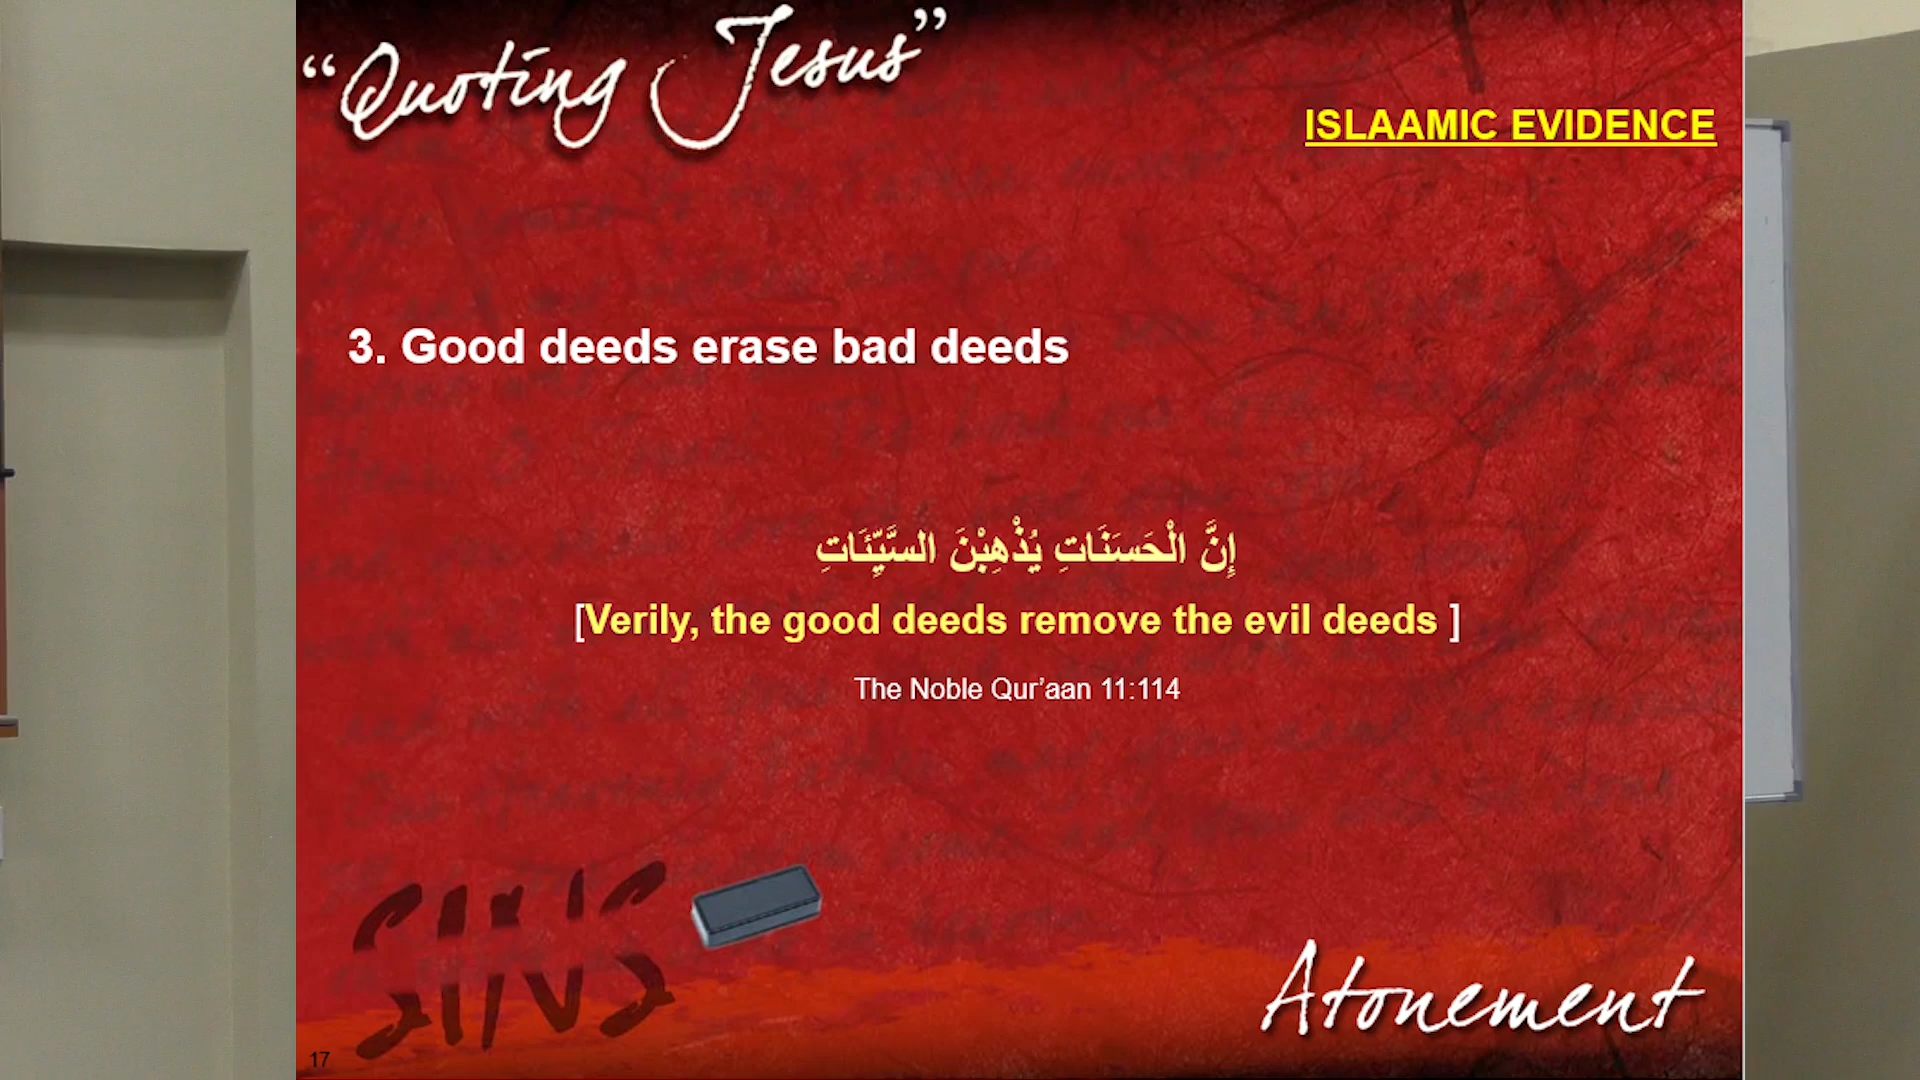 “Quoting Jesus”
ISLAAMIC EVIDENCE
3. Good deeds erase bad deeds
إِنَّ الْحَسَنَاتِ يُذْهِبْنَ السَّيِّئَاتِ
[Verily, the good deeds remove the evil deeds ]
The Noble Qur’aan 11:114
SINS
Atonement
17